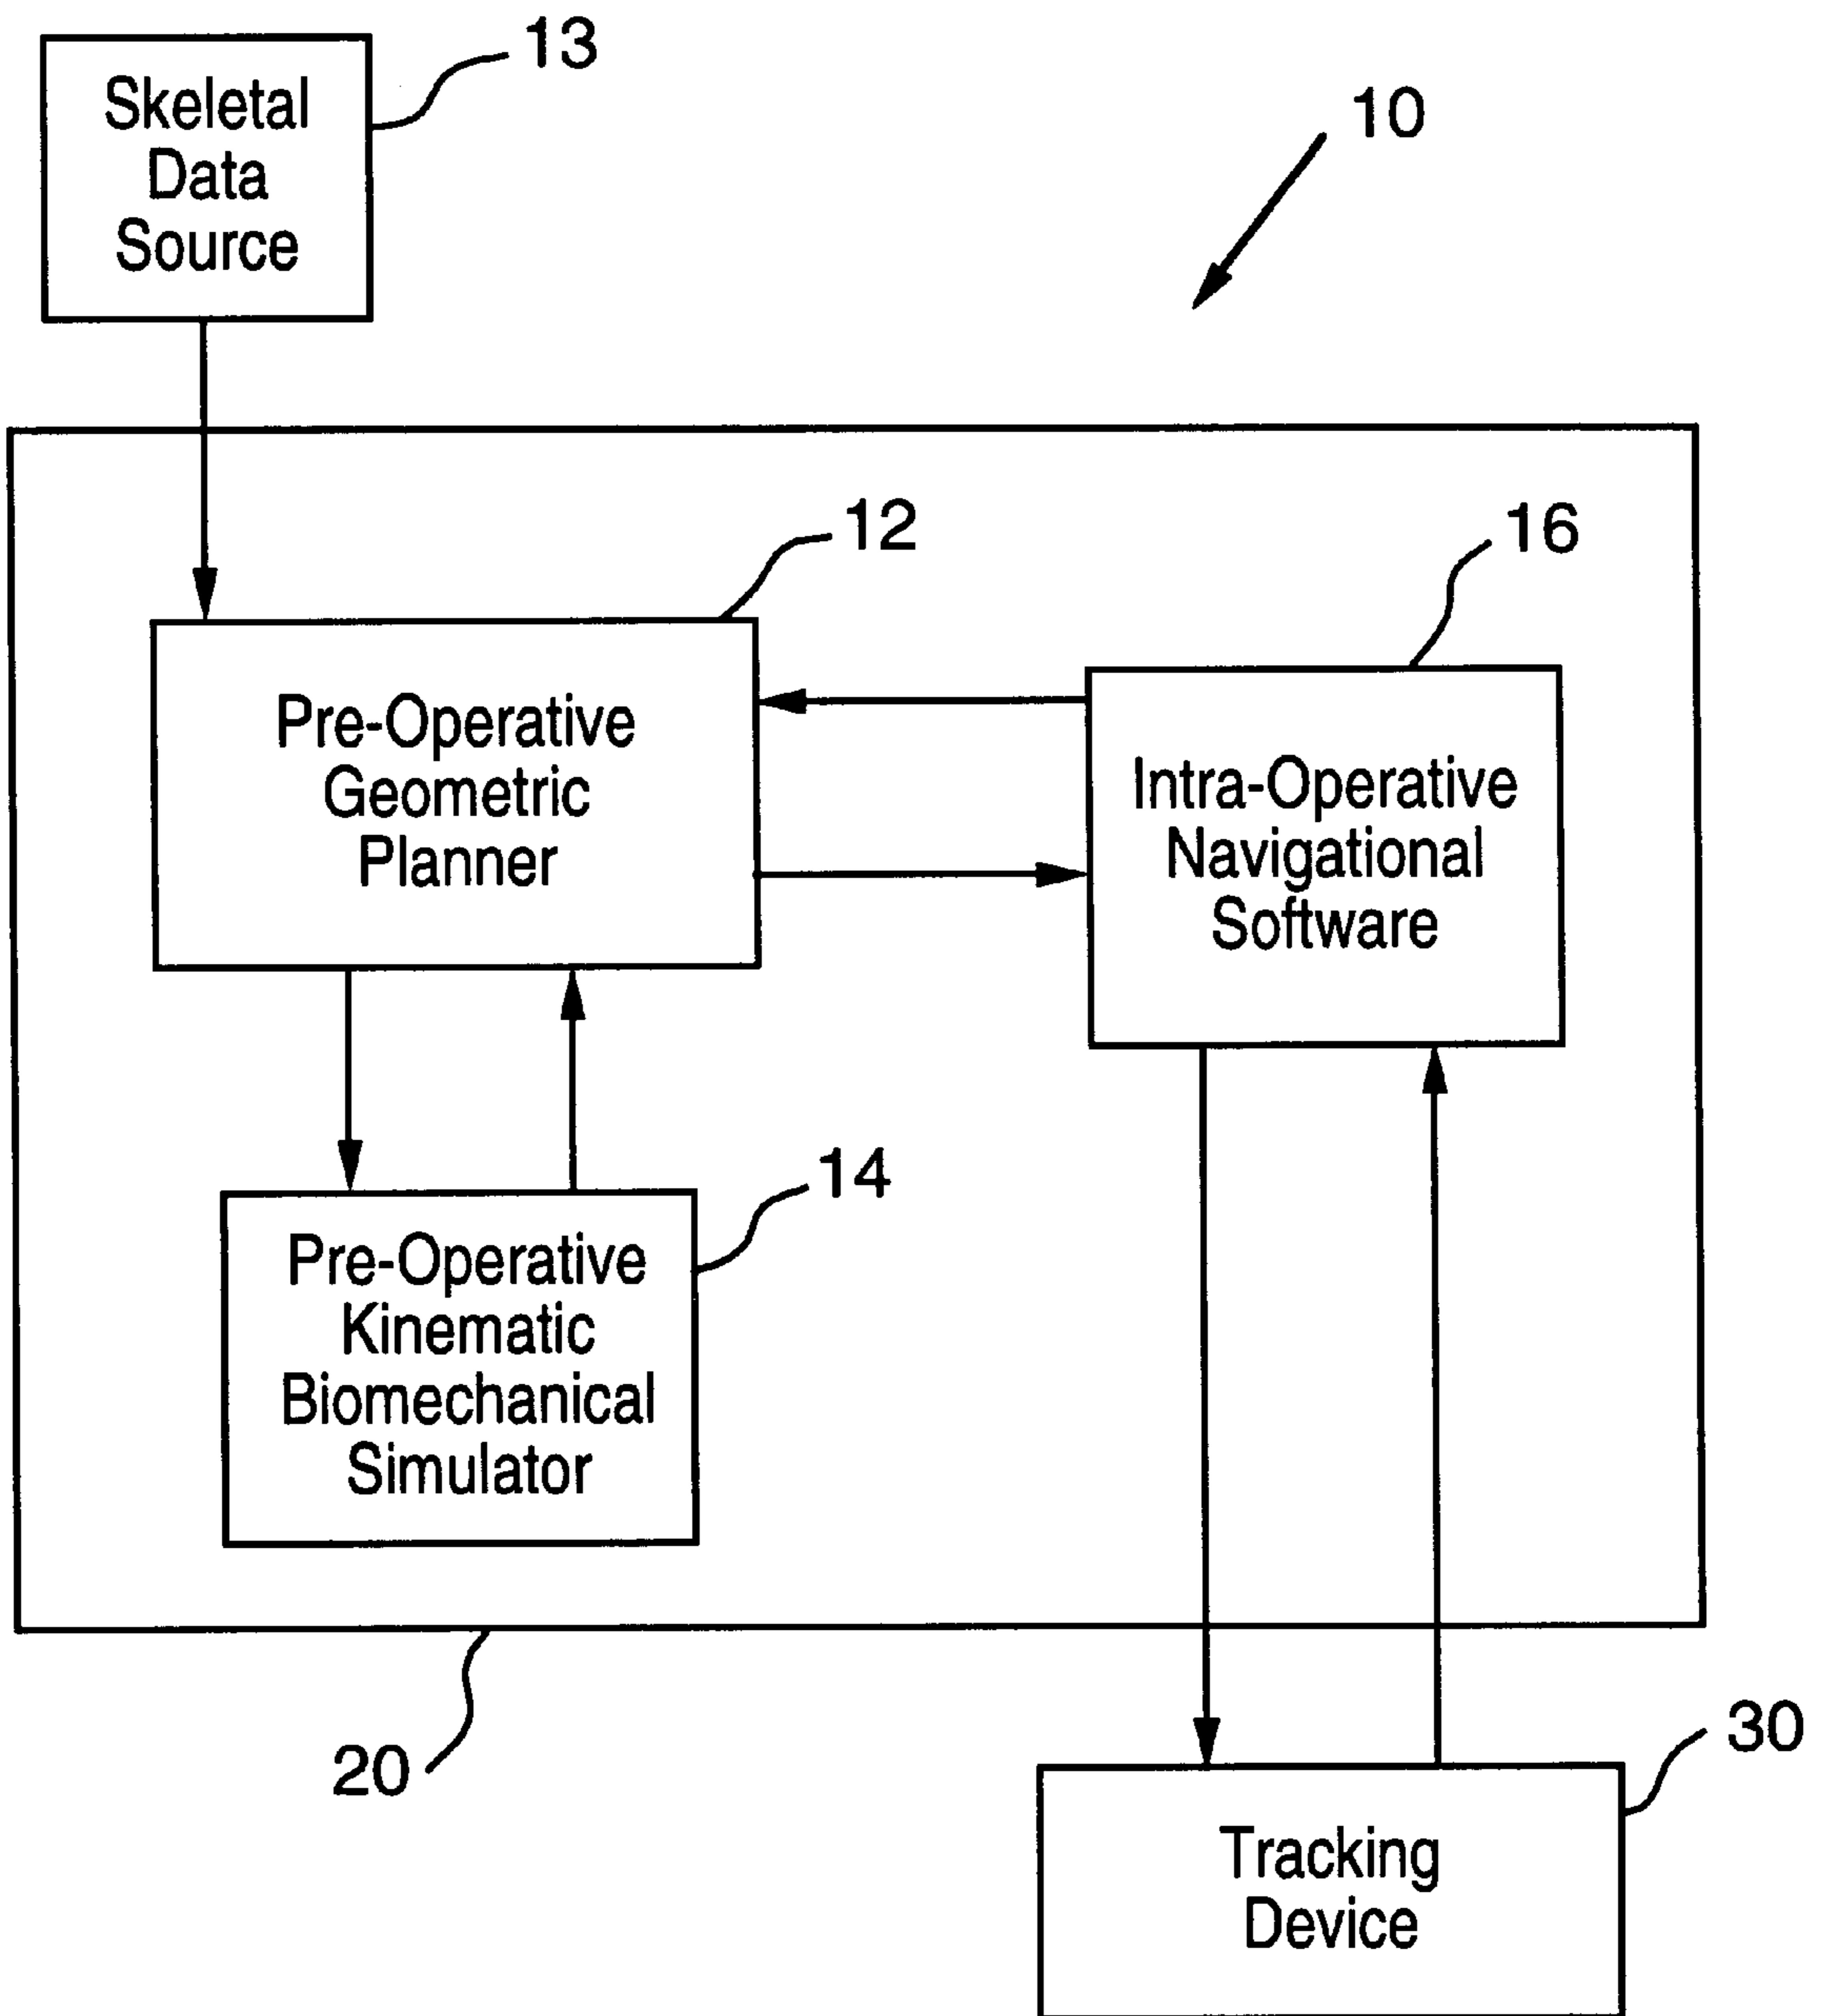 13
Skeletal
Data
Source
10
12
16
Pre-Operative
Geometric
Planner
Intra-Operative
Navigational
Software
14
Pre-Operative
Kinematic
Biomechanical
Simulator
20
30
Tracking
Device